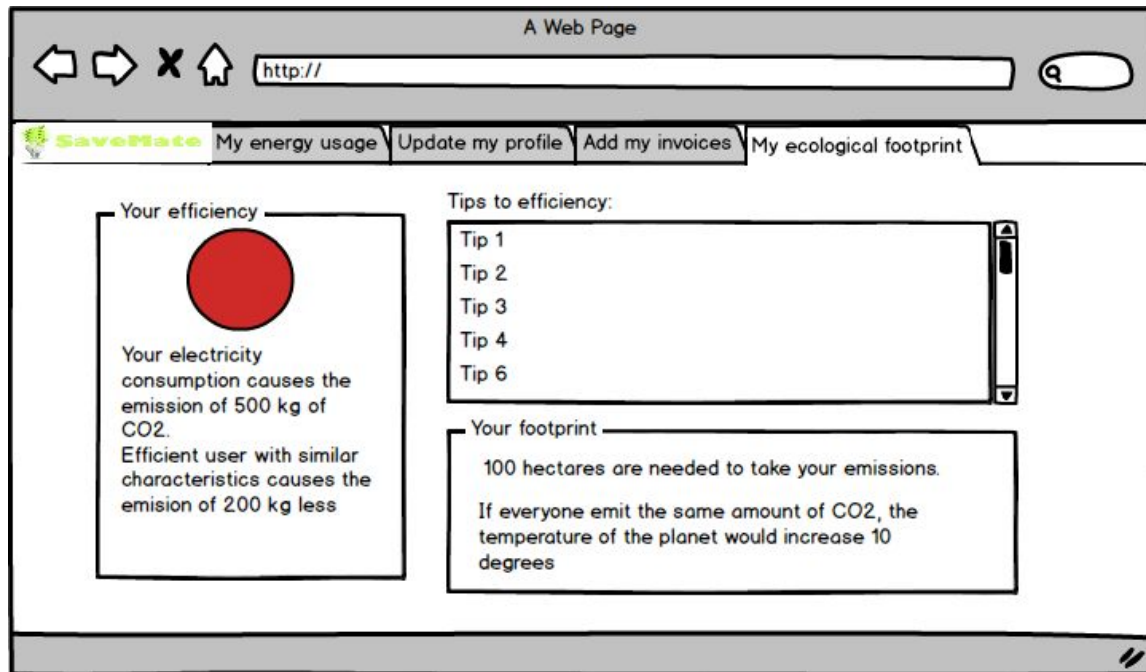 A Web Page
http://
SaveMate
My energy usage
Update my profile
Add my invoices
My ecological footprint
Your efficiency
Your electricity
consumption causes the
emission of 500 kg of
CO2.
Efficient user with similar
characteristics causes the
emision of 200 kg less
Tips to efficiency:
Tip 1
Tip 2
Tip 3
Tip 4
Tip 6
Your footprint
100 hectares are needed to take your emissions.
If everyone emit the same amount of CO2, the
temperature of the planet would increase 10
degrees